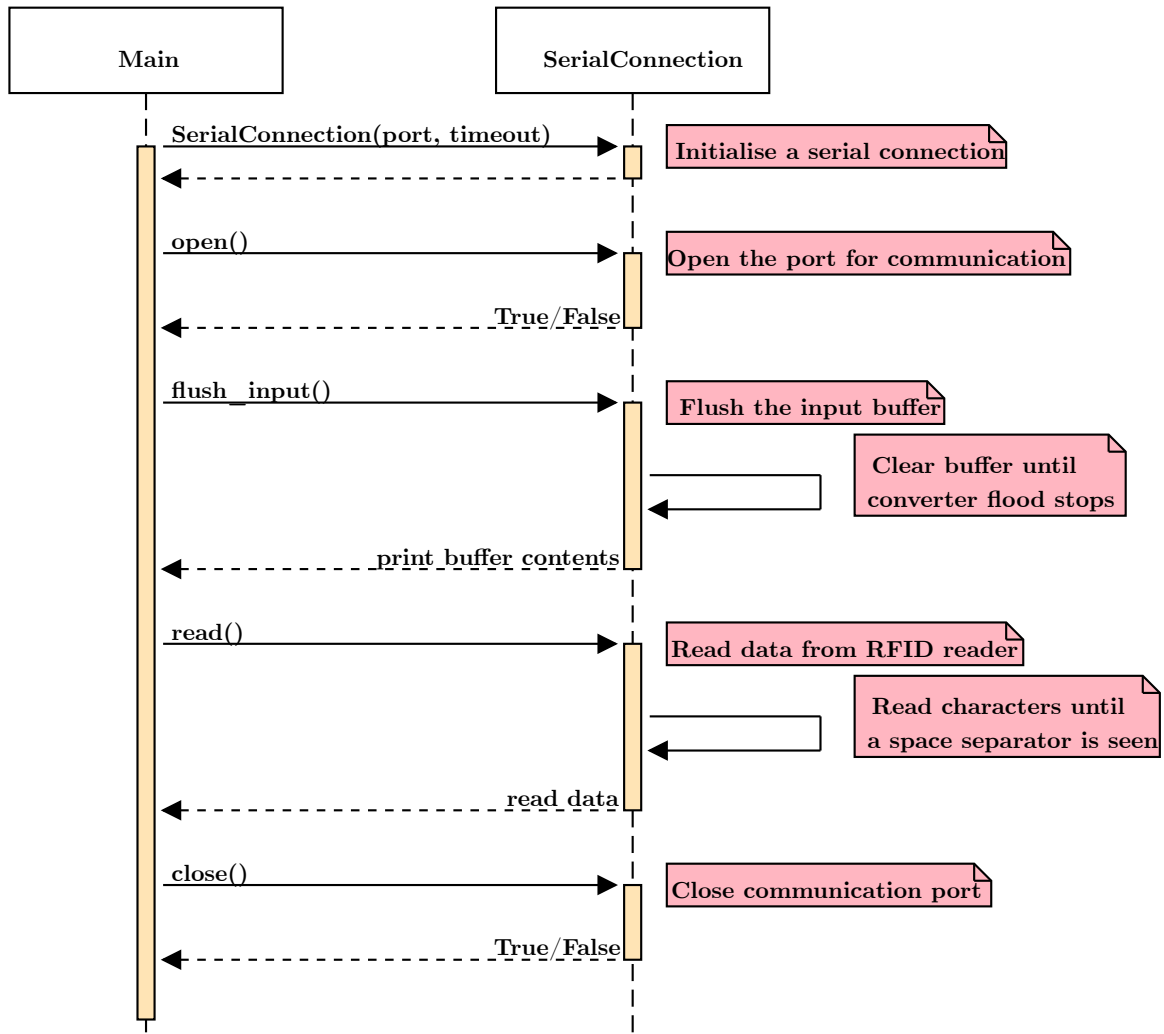 Main
SerialConnection
SerialConnection(port, timeout)
Initialise a serial connection
open()
Open the port for communication
True/False
flush_input()
Flush the input buffer
Clear buffer until
converter flood stops
print buffer contents
read()
Read data from RFID reader
Read characters until
a space separator is seen
read data
close()
Close communication port
True/False